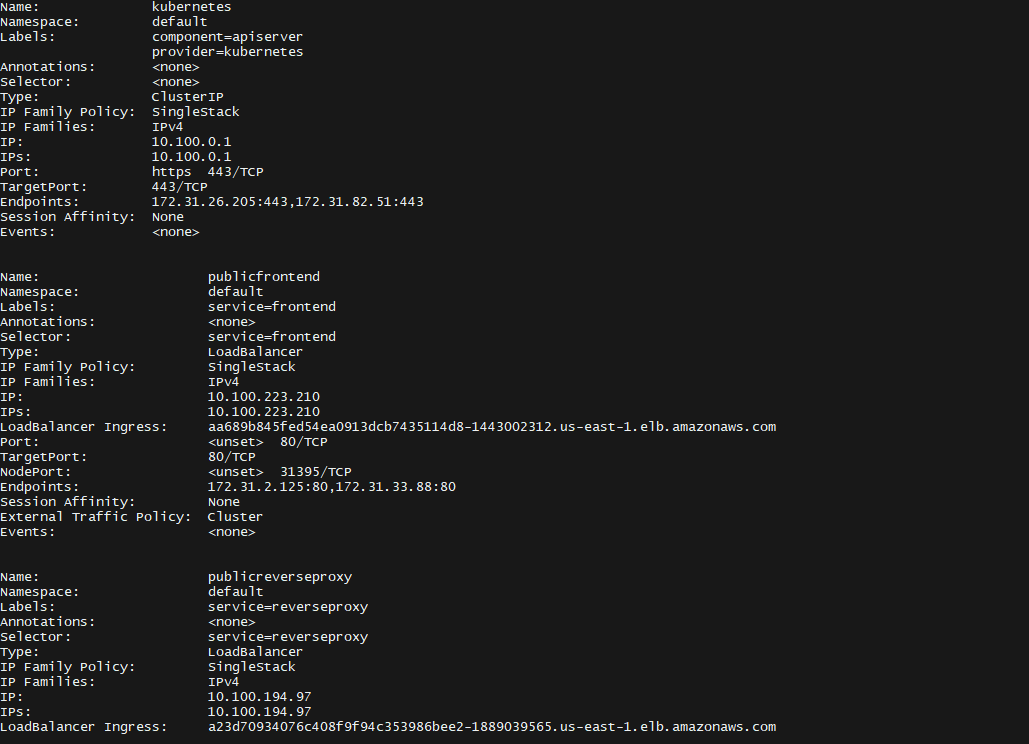 Name:              kubernetes
Namespace:         default
Labels:            component=apiserver
                   provider=kubernetes
Annotations:       <none>
Selector:          <none>
Type:              ClusterIP
IP Family Policy:  SingleStack
IP Families:       IPv4
IP:                10.100.0.1
IPs:               10.100.0.1
Port:              https  443/TCP
TargetPort:        443/TCP
Endpoints:         172.31.26.205:443,172.31.82.51:443
Session Affinity:  None
Events:            <none>

Name:                     publicfrontend
Namespace:                default
Labels:                   service=frontend
Annotations:              <none>
Selector:                 service=frontend
Type:                     LoadBalancer
IP Family Policy:         SingleStack
IP Families:              IPv4
IP:                       10.100.223.210
IPs:                      10.100.223.210
LoadBalancer Ingress:     aa689b845fed54ea0913dcb7435114d8-1443002312.us-east-1.elb.amazonaws.com
Port:                     <unset>  80/TCP
TargetPort:               80/TCP
NodePort:                 <unset>  31395/TCP
Endpoints:                172.31.2.125:80,172.31.33.88:80
Session Affinity:         None
External Traffic Policy:  Cluster
Events:                   <none>

Name:                     publicreverseproxy
Namespace:                default
Labels:                   service=reverseproxy
Annotations:              <none>
Selector:                 service=reverseproxy
Type:                     LoadBalancer
IP Family Policy:         SingleStack
IP Families:              IPv4
IP:                       10.100.194.97
IPs:                      10.100.194.97
LoadBalancer Ingress:     a23d70934076c408f9f94c353986bee2-1889039565.us-east-1.elb.amazonaws.com